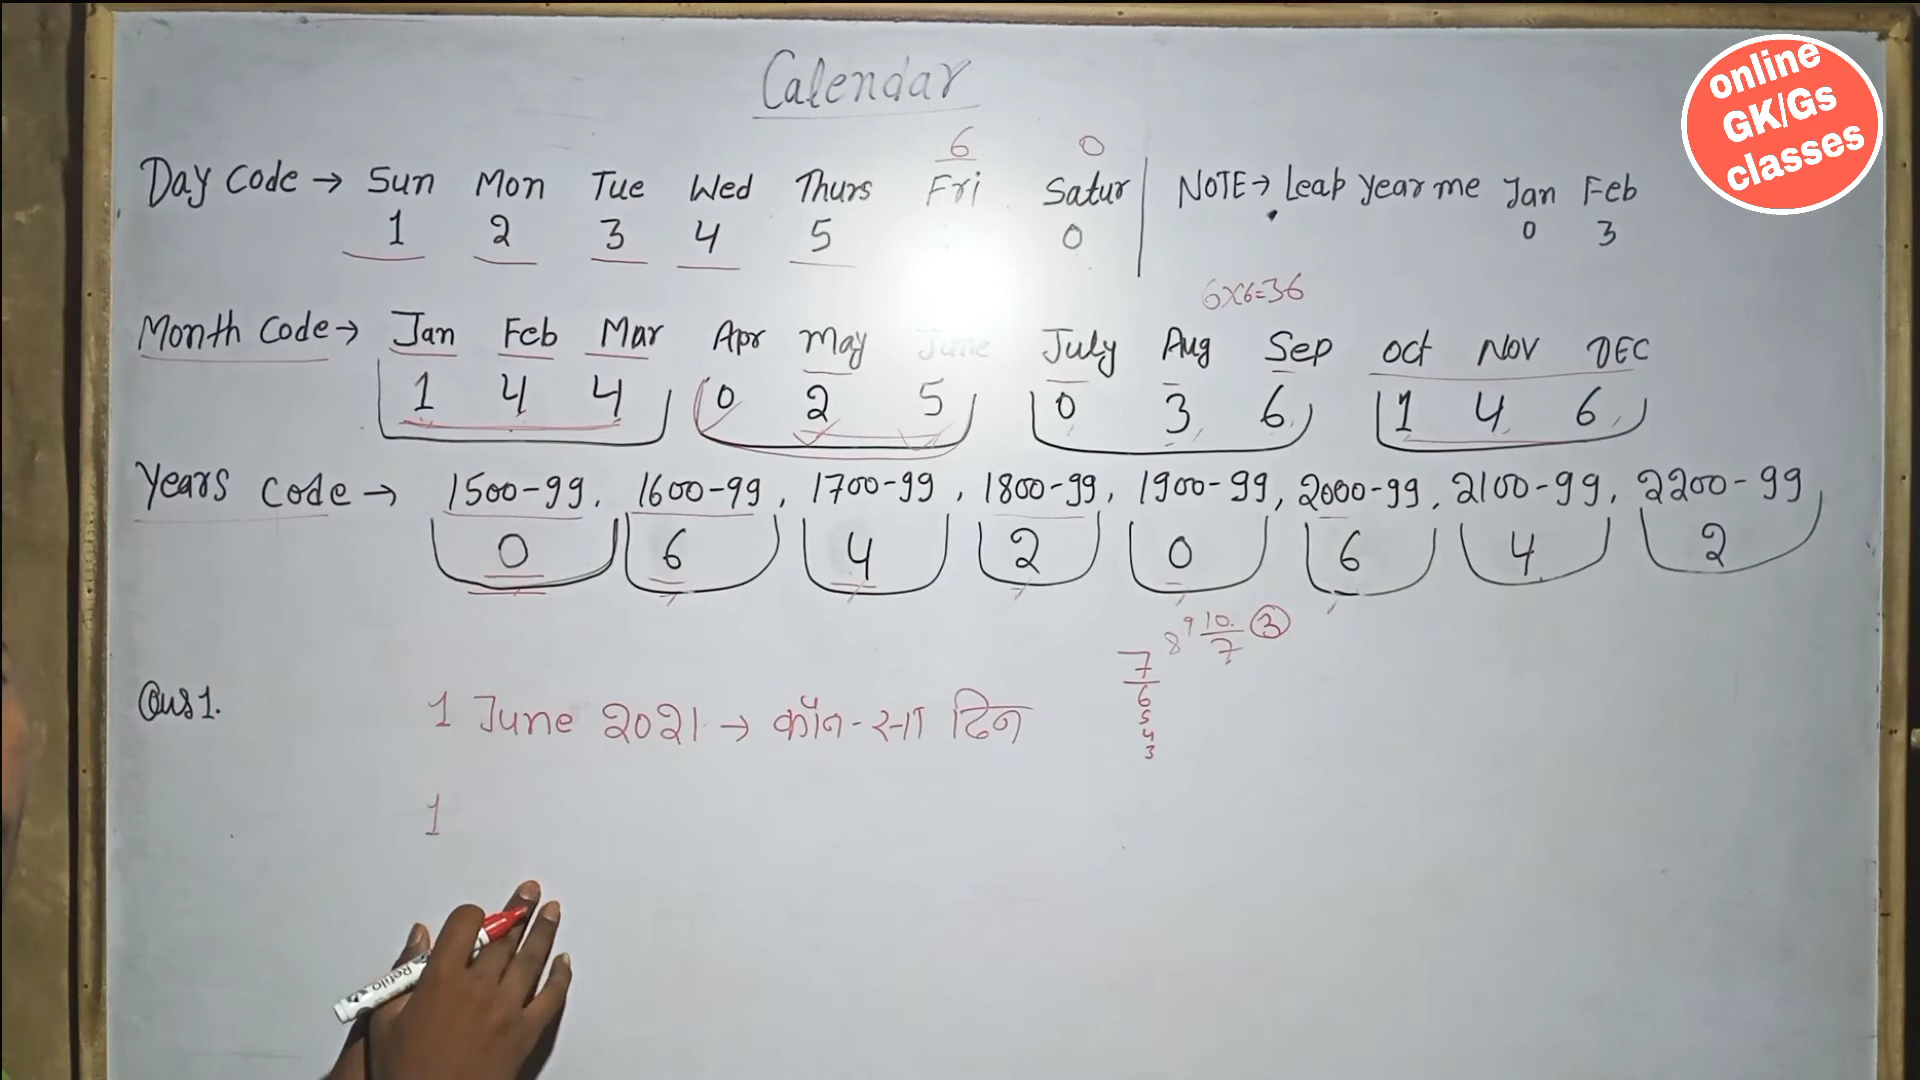 Calendar
online
GK/Gs
classes
6 0
Day Code → Sun Mon Tue Wed Thurs Fri Satur
1 2 3 4 5 0
NOTE → Leap Year me Jan Feb
0 3
6×6=36
Month Code → Jan Feb Mar Apr May June July Aug Sep Oct Nov DEC
1 4 4 0 2 5 0 3 6 1 4 6
Years Code → 1500-99, 1600-99, 1700-99, 1800-99, 1900-99, 2000-99, 2100-99, 2200-99
0 6 4 2 0 6 4 2
8 9 10/7 3
7
6
5
4
3
Qus 1. 1 June 2021 → कौन-सा दिन
1